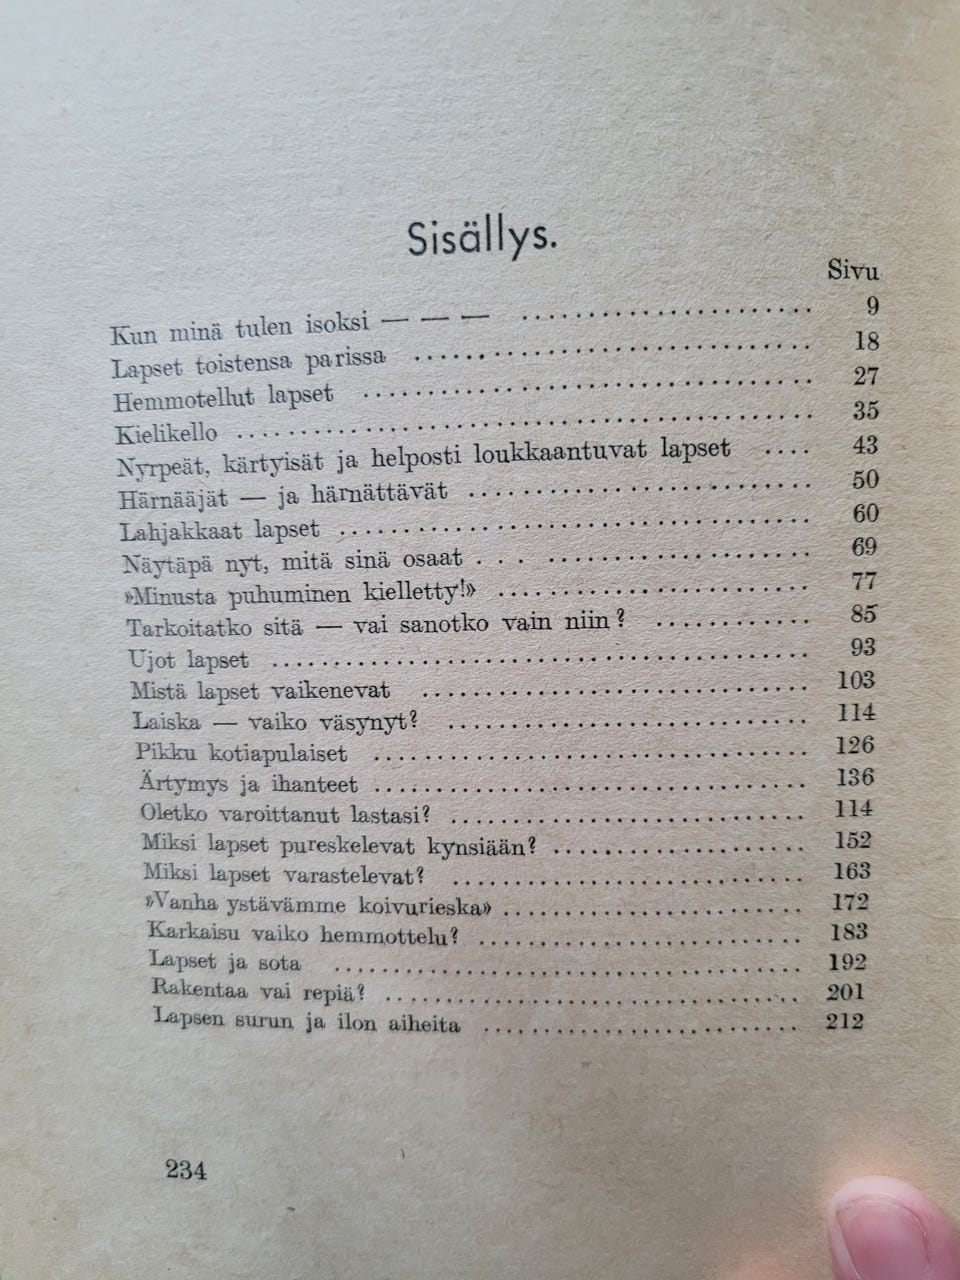 Sisällys.
Sivu
Kun minä tulen isoksi — — — .............................. 9
Lapset toistensa parissa .............................. 18
Hemmotellut lapset .............................. 27
Kielikello .............................. 35
Nyrpeät, kärtyisät ja helposti loukkaantuvat lapset .... 43
Härnääjät — ja härnättävät .............................. 50
Lahjakkaat lapset .............................. 60
Näytäpä nyt, mitä sinä osaat .............................. 69
»Minusta puhuminen kielletty!» .............................. 77
Tarkoitatko sitä — vai sanotko vain niin? ............ 85
Ujot lapset .............................. 93
Mistä lapset vaikenevat .............................. 103
Laiska — vaiko väsynyt? .............................. 114
Pikku kotiapulaiset .............................. 126
Ärtymys ja ihanteet .............................. 136
Oletko varoittanut lastasi? .............................. 114
Miksi lapset pureskelevat kynsiään? ...................... 152
Miksi lapset varastelevat? .............................. 163
»Vanha ystävämme koivurieska» .............................. 172
Karkaisu vaiko hemmottelu? .............................. 183
Lapset ja sota .............................. 192
Rakentaa vai repiä? .............................. 201
Lapsen surun ja ilon aiheita .............................. 212
234